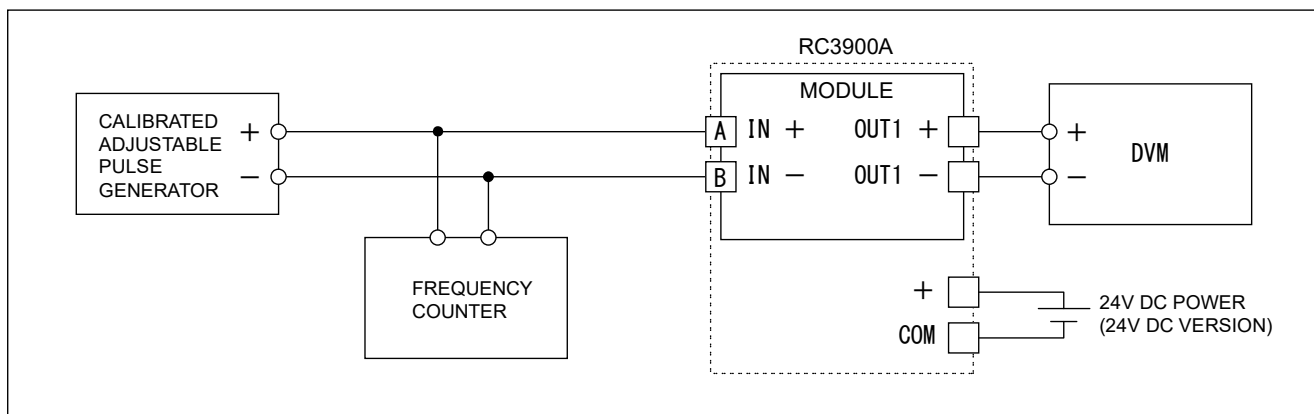 RC3900A
MODULE
CALIBRATED
ADJUSTABLE
PULSE
GENERATOR
+
−
A IN + OUT1 +
B IN − OUT1 −
+
−
DVM
FREQUENCY
COUNTER
+
COM
24V DC POWER
(24V DC VERSION)